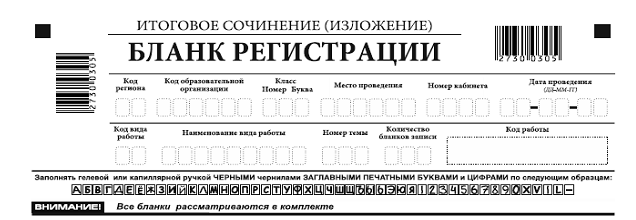 ИТОГОВОЕ СОЧИНЕНИЕ (ИЗЛОЖЕНИЕ)
БЛАНК РЕГИСТРАЦИИ
27300305
27300305
Код региона
Код образовательной организации
Класс
Номер Буква
Место проведения
Номер кабинета
Дата проведения
(ДД-ММ-ГГ)
Код вида работы
Наименование вида работы
Номер темы
Количество бланков записи
Код работы
Заполнять гелевой или капиллярной ручкой ЧЕРНЫМИ чернилами ЗАГЛАВНЫМИ ПЕЧАТНЫМИ БУКВАМИ и ЦИФРАМИ по следующим образцам:
АБВГДЕЁЖЗИЙКЛМНОПРСТУФХЦЧШЩЪЫЬЭЮЯ1234567890XVIL-
ВНИМАНИЕ! Все бланки рассматриваются в комплекте